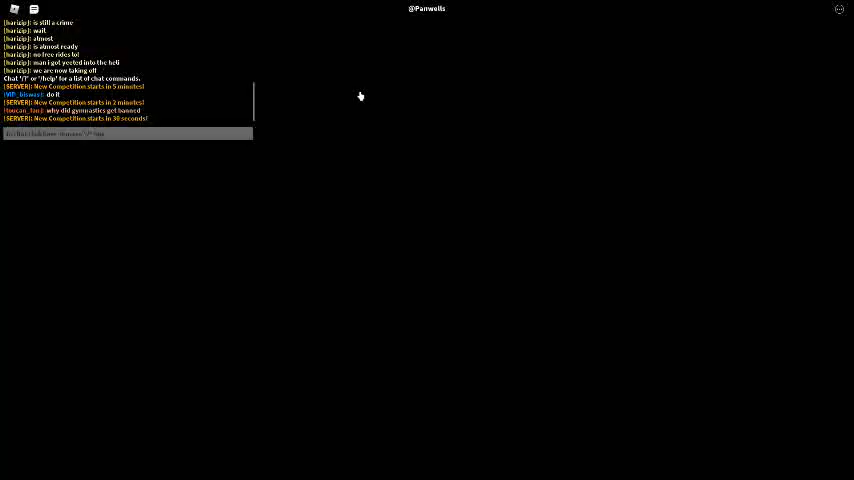 @Panwells
[harizip]: is still a crime
[harizip]: wait
[harizip]: almost
[harizip]: is almost ready
[harizip]: no free rides lol
[harizip]: man i got yeeted into the heli
[harizip]: we are now taking off
Chat '/?' or '/help' for a list of chat commands.
[SERVER]: New Competition starts in 5 minutes!
[VIP_biswas]: do it
[SERVER]: New Competition starts in 2 minutes!
[toucan_fan]: why did gymnastics get banned
[SERVER]: New Competition starts in 30 seconds!